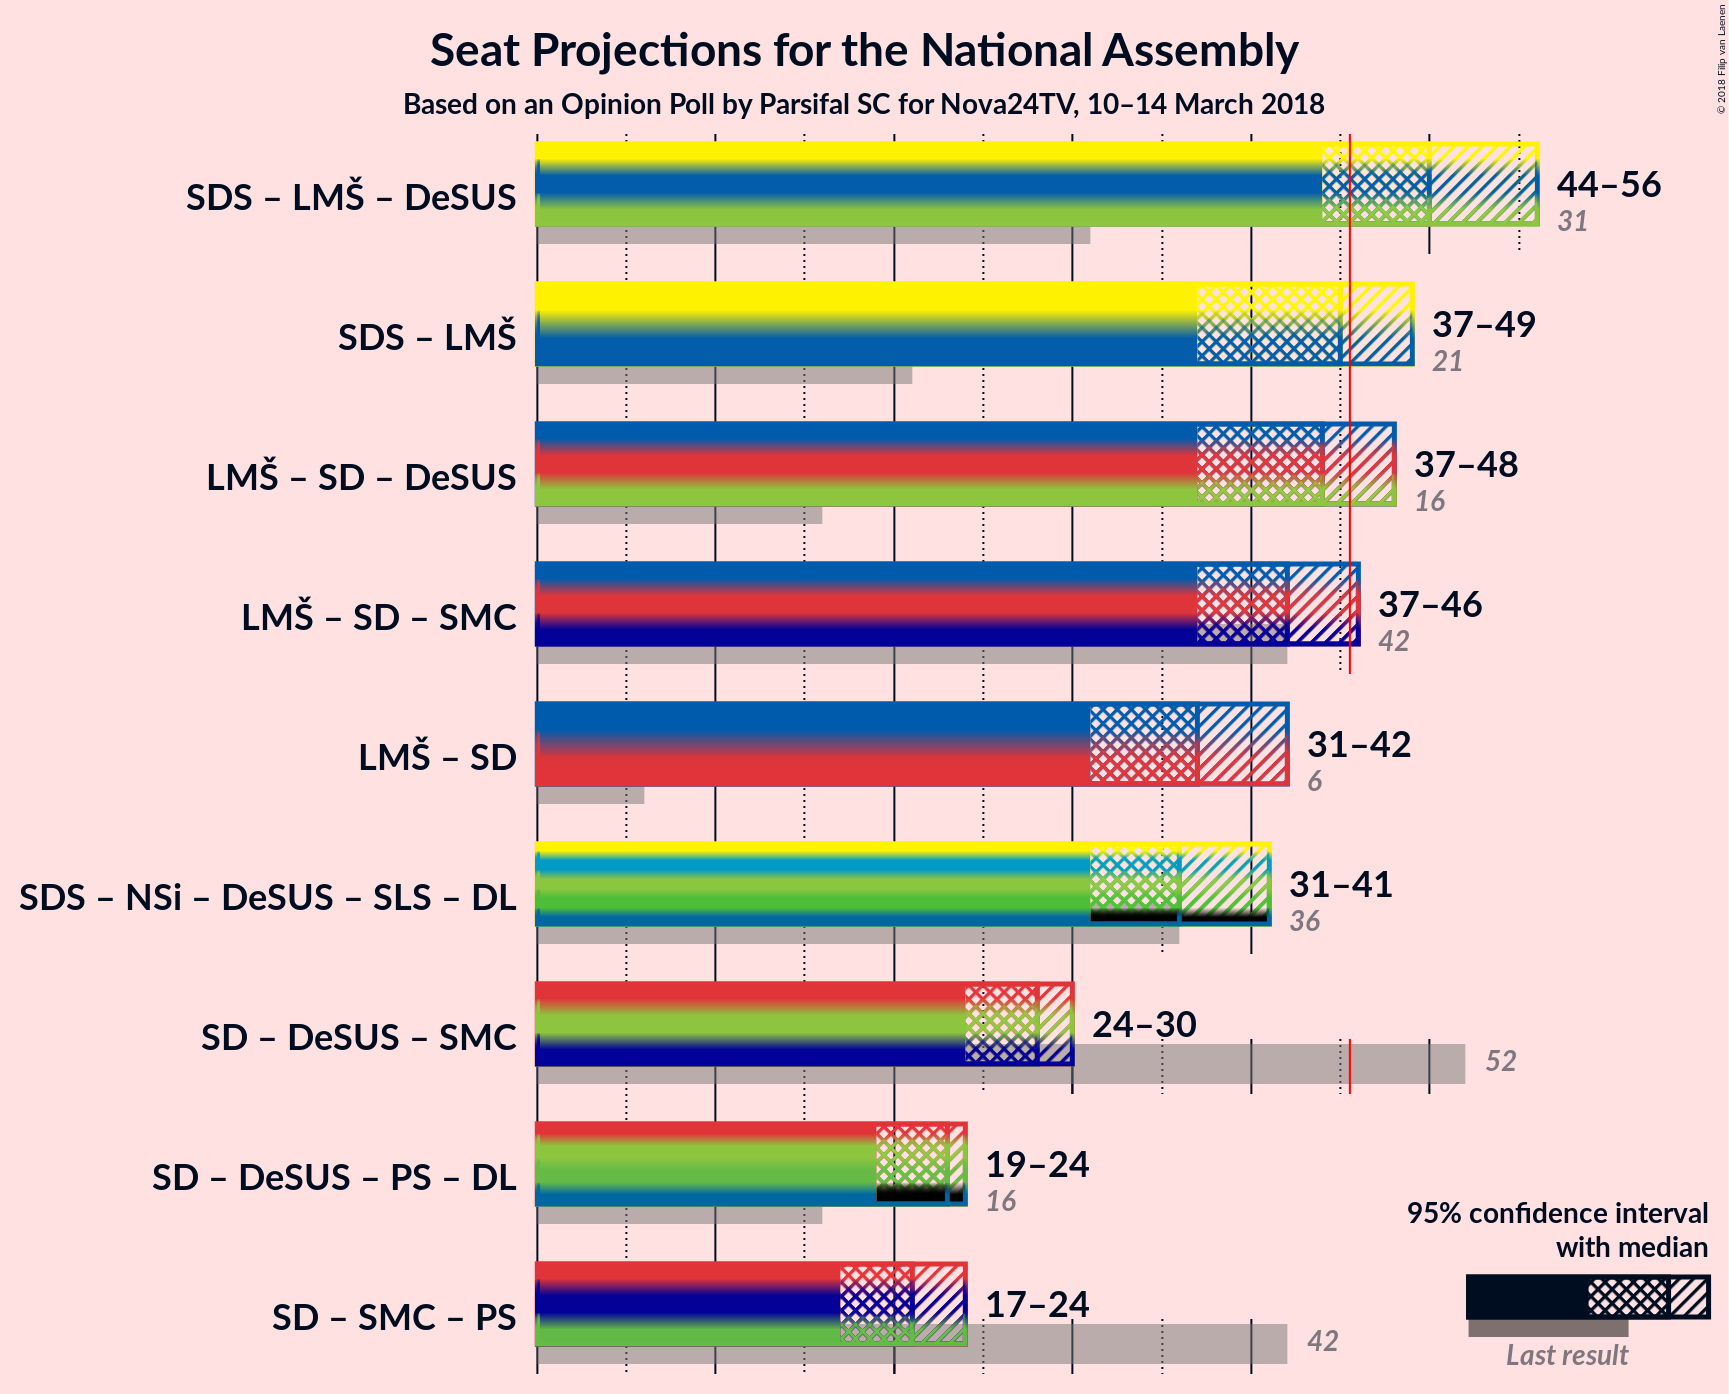 Seat Projections for the National Assembly
Based on an Opinion Poll by Parsifal SC for Nova24TV, 10–14 March 2018
© 2018 Filip van Laenen
SDS – LMŠ – DeSUS
44–56
31
SDS – LMŠ
37–49
21
LMŠ – SD – DeSUS
37–48
16
LMŠ – SD – SMC
37–46
42
LMŠ – SD
31–42
6
SDS – NSi – DeSUS – SLS – DL
31–41
36
SD – DeSUS – SMC
24–30
52
SD – DeSUS – PS – DL
19–24
16
SD – SMC – PS
17–24
42
95% confidence interval
with median
Last result